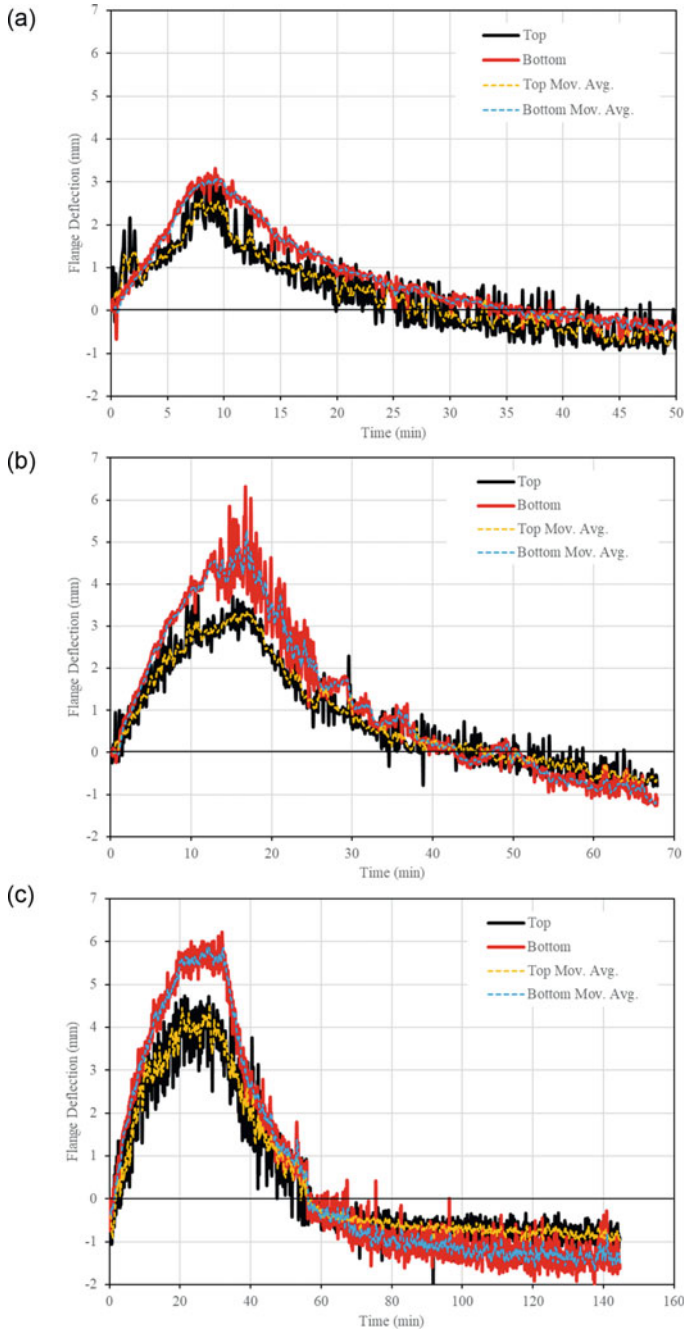 (a)
7
6
5
4
3
2
1
0
-1
-2
Flange Deflection (mm)
Top
Bottom
Top Mov. Avg.
Bottom Mov. Avg.
0 5 10 15 20 25 30 35 40 45 50
Time (min)
(b)
7
6
5
4
3
2
1
0
-1
-2
Flange Deflection (mm)
Top
Bottom
Top Mov. Avg.
Bottom Mov. Avg.
0 10 20 30 40 50 60 70
Time (min)
(c)
7
6
5
4
3
2
1
0
-1
-2
Flange Deflection (mm)
Top
Bottom
Top Mov. Avg.
Bottom Mov. Avg.
0 20 40 60 80 100 120 140 160
Time (min)